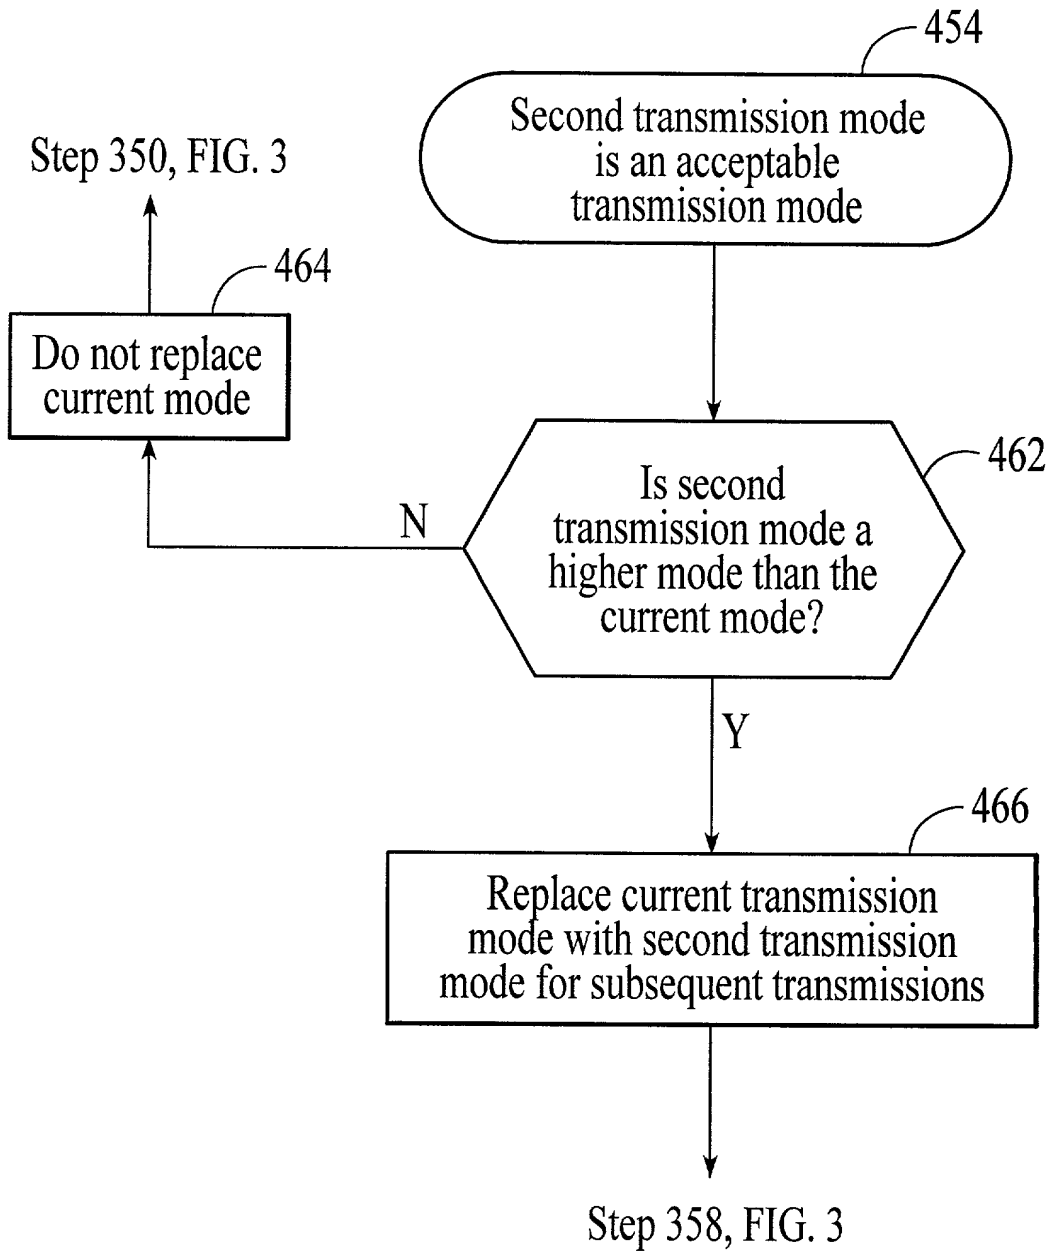 454
Second transmission mode
is an acceptable
transmission mode
Step 350, FIG. 3
464
Do not replace
current mode
462
Is second
transmission mode a
higher mode than the
current mode?
N
Y
466
Replace current transmission
mode with second transmission
mode for subsequent transmissions
Step 358, FIG. 3